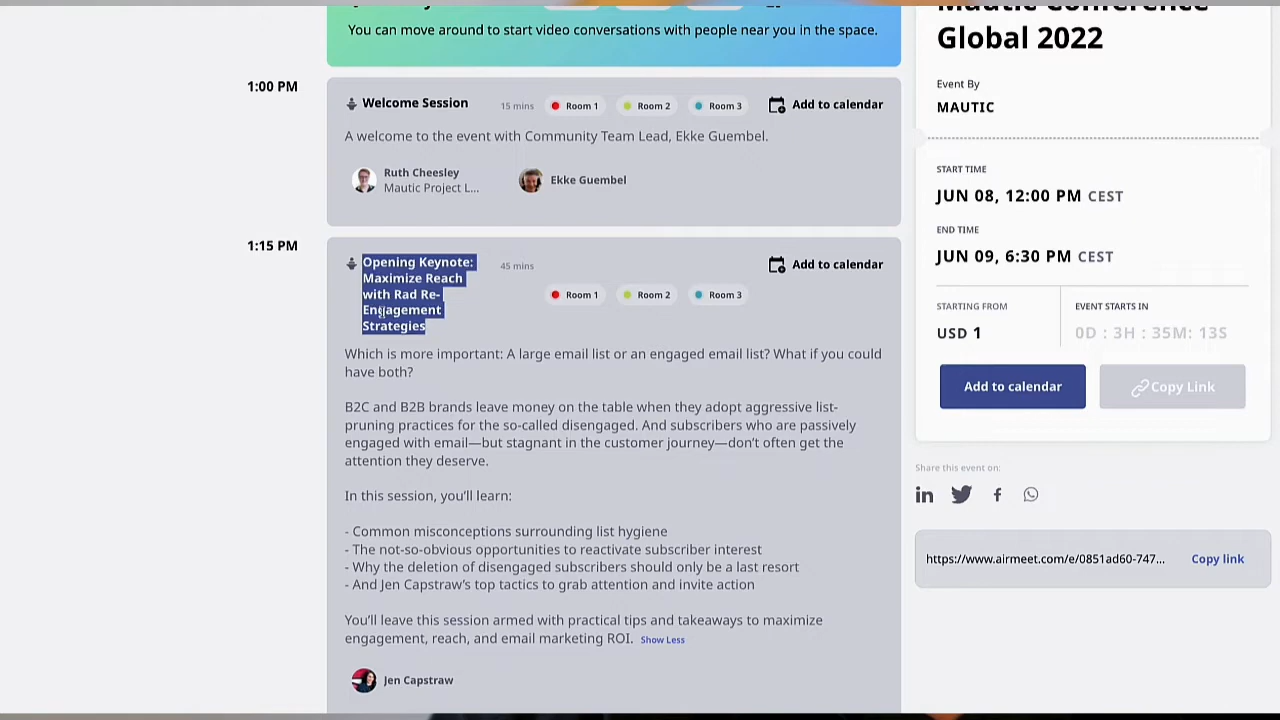 You can move around to start video conversations with people near you in the space.
1:00 PM
Welcome Session
15 mins
Room 1
Room 2
Room 3
Add to calendar
A welcome to the event with Community Team Lead, Ekke Guembel.
Ruth Cheesley
Mautic Project L...
Ekke Guembel
1:15 PM
Opening Keynote:
Maximize Reach
with Rad Re-
Engagement
Strategies
45 mins
Room 1
Room 2
Room 3
Add to calendar
Which is more important: A large email list or an engaged email list? What if you could
have both?
B2C and B2B brands leave money on the table when they adopt aggressive list-
pruning practices for the so-called disengaged. And subscribers who are passively
engaged with email—but stagnant in the customer journey—don't often get the
attention they deserve.
In this session, you'll learn:
- Common misconceptions surrounding list hygiene
- The not-so-obvious opportunities to reactivate subscriber interest
- Why the deletion of disengaged subscribers should only be a last resort
- And Jen Capstraw's top tactics to grab attention and invite action
You'll leave this session armed with practical tips and takeaways to maximize
engagement, reach, and email marketing ROI. Show Less
Jen Capstraw
Mautic Conference
Global 2022
Event By
MAUTIC
START TIME
JUN 08, 12:00 PM CEST
END TIME
JUN 09, 6:30 PM CEST
STARTING FROM
USD 1
EVENT STARTS IN
0D : 3H : 35M: 13S
Add to calendar
Copy Link
Share this event on:
https://www.airmeet.com/e/0851ad60-747...
Copy link